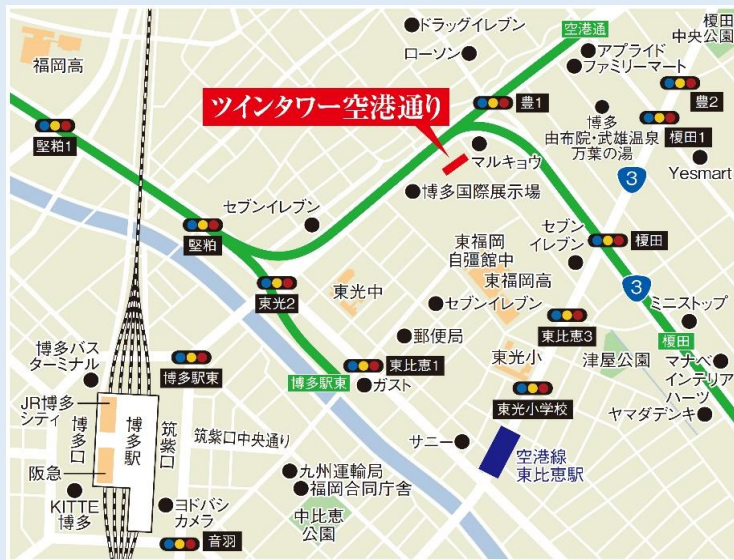 ドラッグイレブン
ローソン
空港通
榎田
中央公園
福岡高
アプライド
ファミリーマート
豊2
ツインタワー空港通り
豊1
堅粕1
博多
由布院・武雄温泉
万葉の湯
榎田1
マルキョウ
Yesmart
3
博多国際展示場
セブンイレブン
堅粕
東福岡
自彊館中
セブン
イレブン
榎田
東光2
東光中
東福岡高
3
セブンイレブン
ミニストップ
東比恵3
郵便局
榎田
博多バス
ターミナル
博多駅東
東比恵1
東光小
津屋公園
マナベ
インテリア
ハーツ
博多駅東
ガスト
東光小学校
ヤマダデンキ
JR博多
シティ
博多口
博多駅
筑紫口
筑紫口中央通り
サニー
空港線
東比恵駅
阪急
九州運輸局
福岡合同庁舎
KITTE
博多
ヨドバシ
カメラ
中比恵
公園
音羽